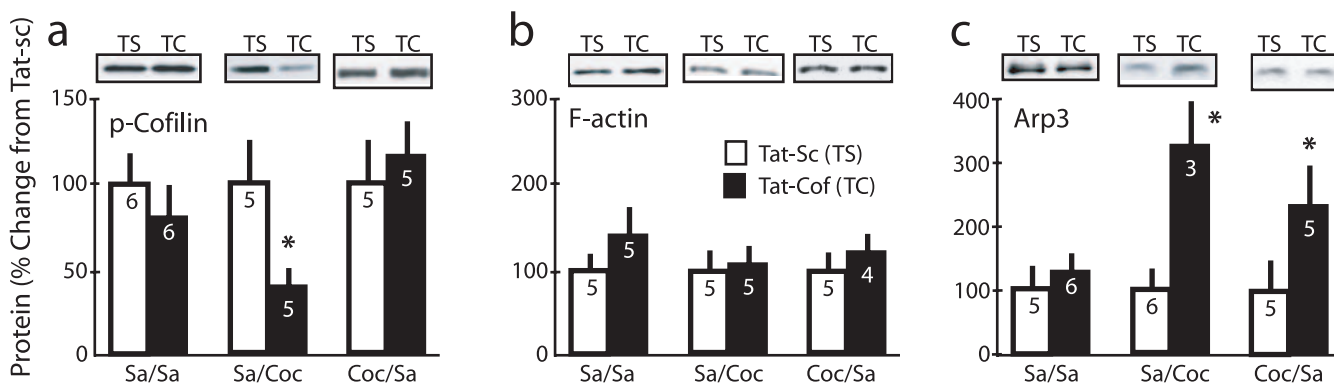 Protein (% Change from Tat-sc)
a
TS TC
TS TC
TS TC
150
100
50
0
p-Cofilin
6
6
5
*
5
5
5
Sa/Sa
Sa/Coc
Coc/Sa
b
TS TC
TS TC
TS TC
300
200
100
0
F-actin
Tat-Sc (TS)
Tat-Cof (TC)
5
5
5
5
5
4
Sa/Sa
Sa/Coc
Coc/Sa
c
TS TC
TS TC
TS TC
400
300
200
100
0
Arp3
5
6
6
3
*
5
5
*
Sa/Sa
Sa/Coc
Coc/Sa